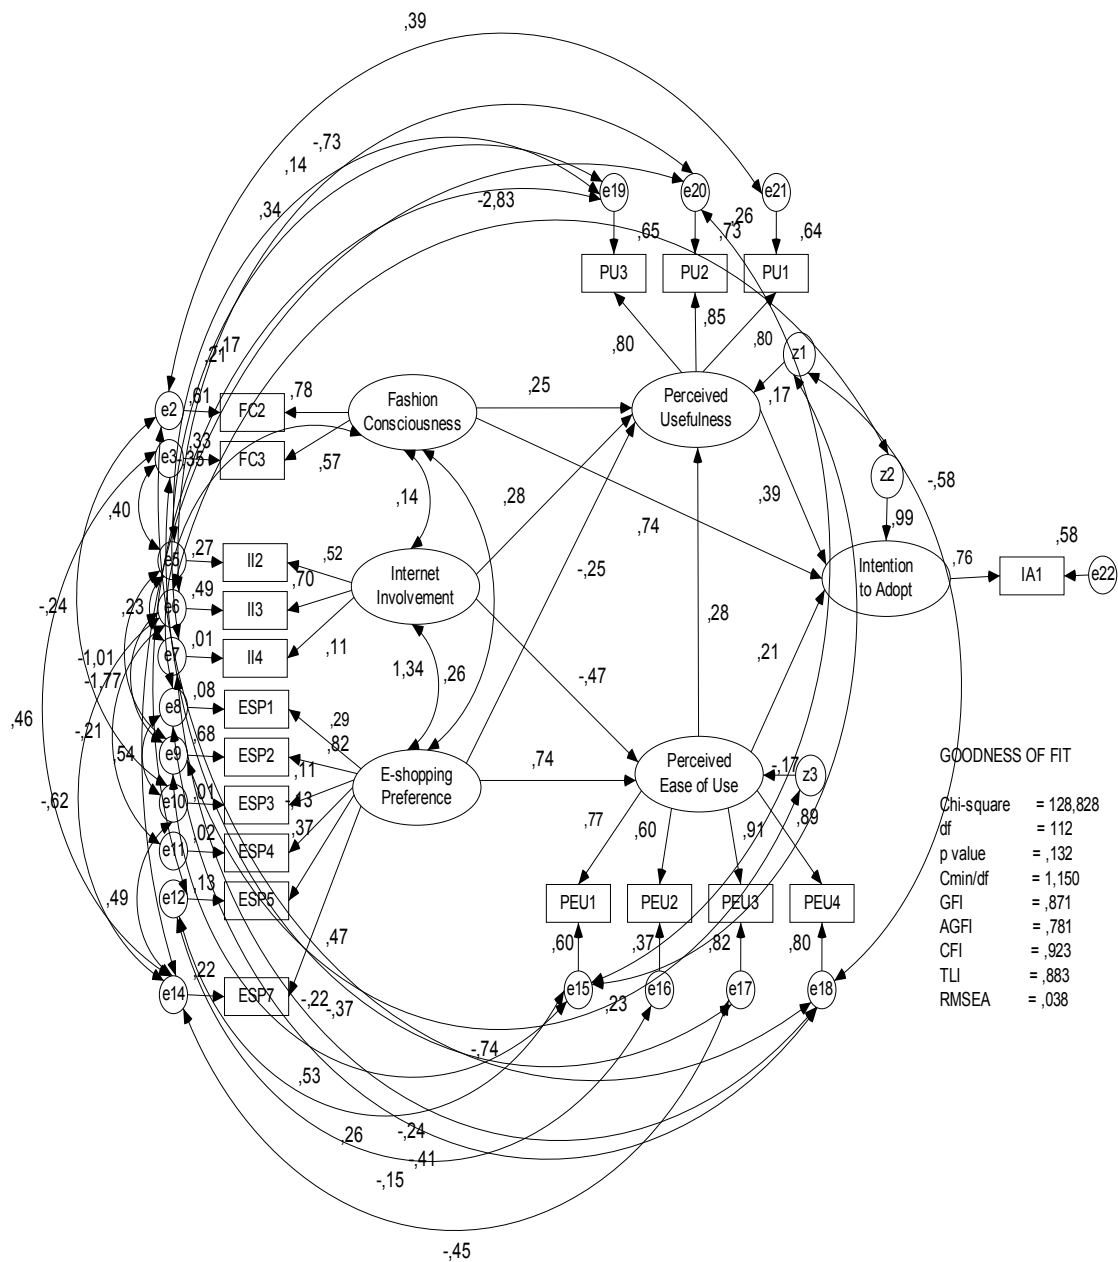 ,39
-,73
,14
,34
-2,83
e19
e20
e21
,65
,73
,26
,64
PU3
PU2
PU1
,80
,85
,80
z1
,21
,17
,17
e2
,61
FC2
,78
Fashion
Consciousness
,25
Perceived
Usefulness
e3
,33
-,35
FC3
,57
z2
,40
,14
,28
,74
,39
,99
-,58
e5
,27
II2
,52
-,25
Intention
to Adopt
,76
IA1
,58
e22
e6
,49
II3
,70
Internet
Involvement
-,24
,23
,28
e7
,01
II4
,11
,21
-1,01
-1,77
1,34
,26
-,47
e8
,08
ESP1
,29
,46
-,21
,54
e9
,68
ESP2
,82
E-shopping
Preference
,74
Perceived
Ease of Use
-,17
z3
GOODNESS OF FIT
-,62
e10
,01
ESP3
,11
-,13
,77
,60
,91
,89
Chi-square = 128,828
df = 112
p value = ,132
Cmin/df = 1,150
GFI = ,871
AGFI = ,781
CFI = ,923
TLI = ,883
RMSEA = ,038
e11
,02
ESP4
,37
,49
e12
,13
ESP5
PEU1
PEU2
PEU3
PEU4
,47
,60
,37
,82
,80
e14
,22
ESP7
-,22
-,37
e15
,23
e16
e17
e18
-,74
,53
,26
-,24
-,41
-,15
-,45